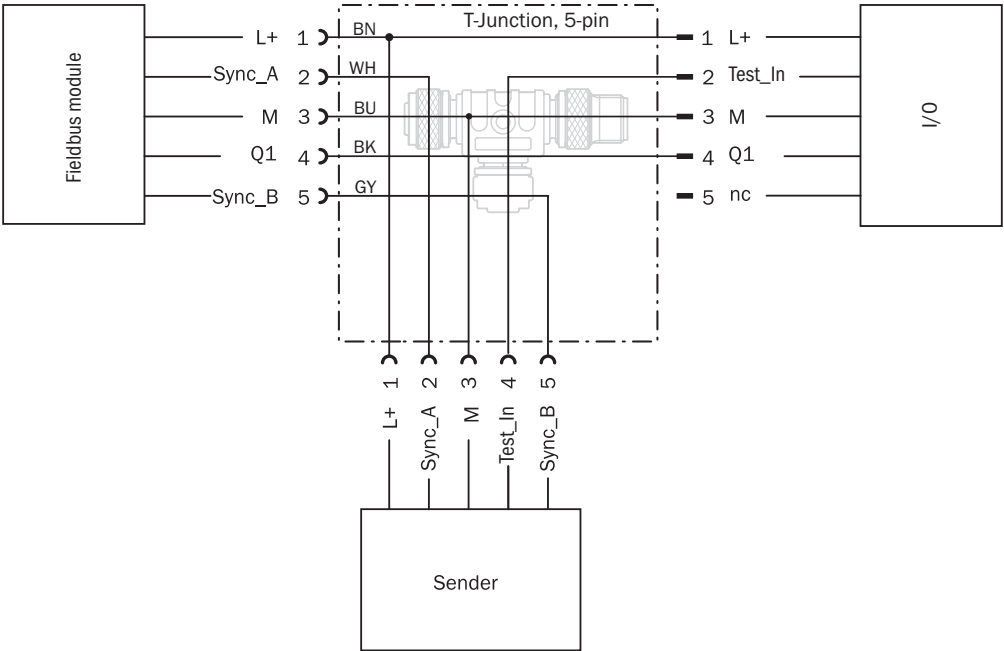 T-Junction, 5-pin
L+ 1 BN 1 L+
Sync_A 2 WH 2 Test_In
M 3 BU 3 M
Q1 4 BK 4 Q1
Sync_B 5 GY 5 nc
Fieldbus module
I/O
1 2 3 4 5
L+ Sync_A M Test_In Sync_B
Sender